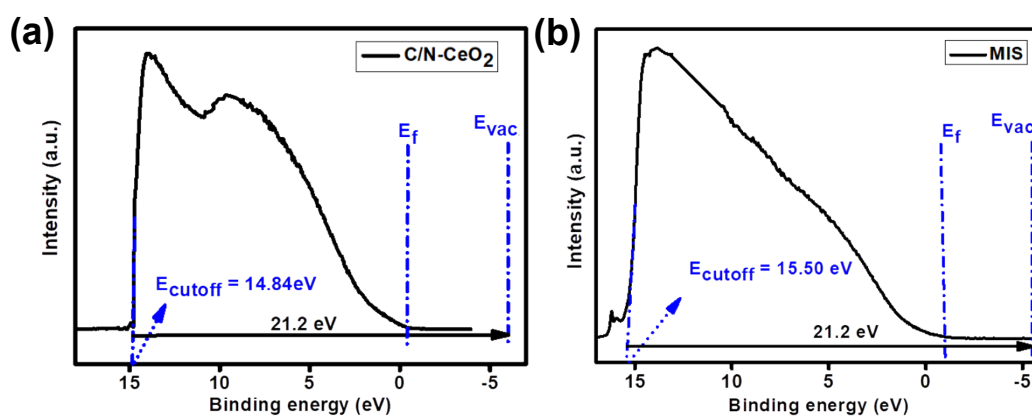 (a)
C/N-CeO2
Ef
Evac
Intensity (a.u.)
Ecutoff = 14.84eV
21.2 eV
15
10
5
0
-5
Binding energy (eV)
(b)
MIS
Ef
Evac
Intensity (a.u.)
Ecutoff = 15.50 eV
21.2 eV
15
10
5
0
-5
Binding energy (eV)